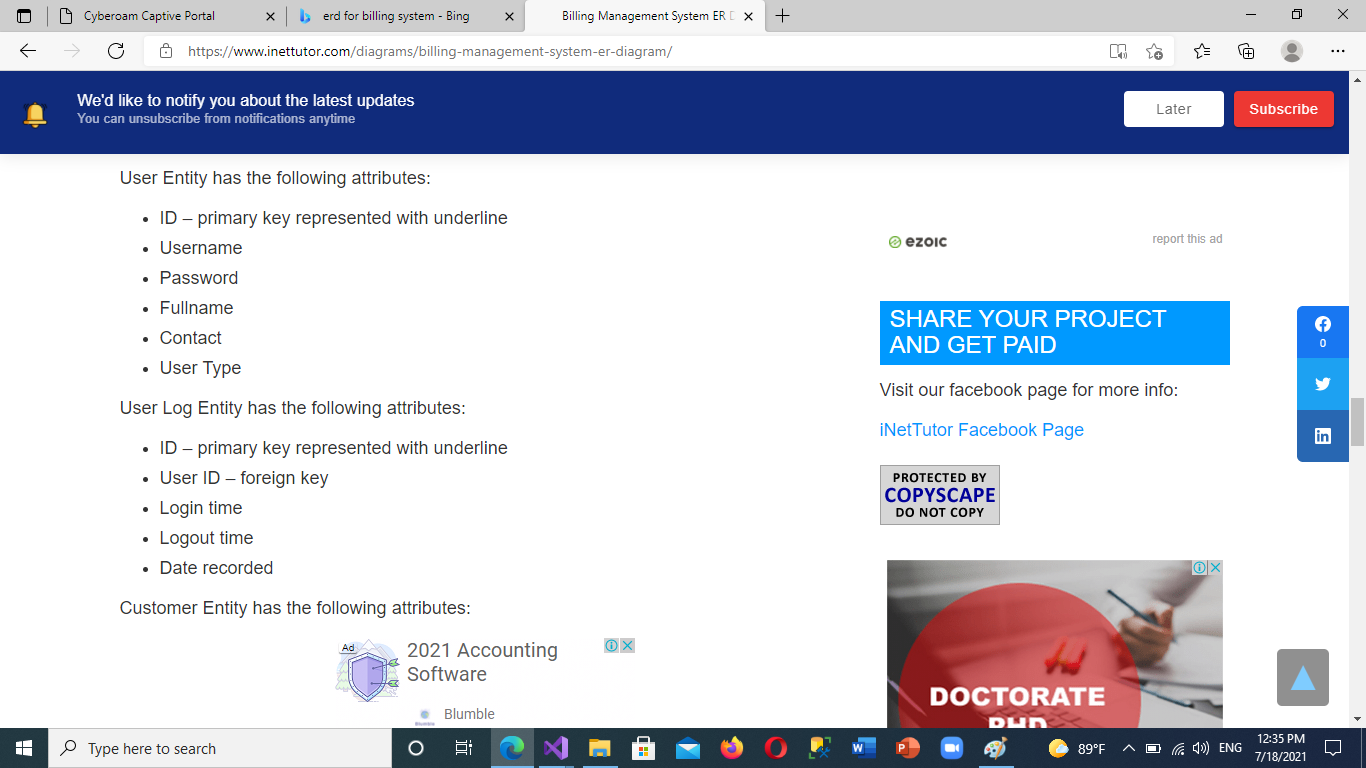 Cyberoam Captive Portal
erd for billing system - Bing
Billing Management System ER D
https://www.inettutor.com/diagrams/billing-management-system-er-diagram/
We'd like to notify you about the latest updates
You can unsubscribe from notifications anytime
Later
Subscribe
User Entity has the following attributes:
ID – primary key represented with underline
Username
Password
Fullname
Contact
User Type
User Log Entity has the following attributes:
ID – primary key represented with underline
User ID – foreign key
Login time
Logout time
Date recorded
Customer Entity has the following attributes:
Ad
2021 Accounting
Software
Blumble
ezoic
report this ad
SHARE YOUR PROJECT
AND GET PAID
Visit our facebook page for more info:
iNetTutor Facebook Page
PROTECTED BY
COPYSCAPE
DO NOT COPY
0
DOCTORATE
PHD
Type here to search
89°F
ENG
12:35 PM
7/18/2021